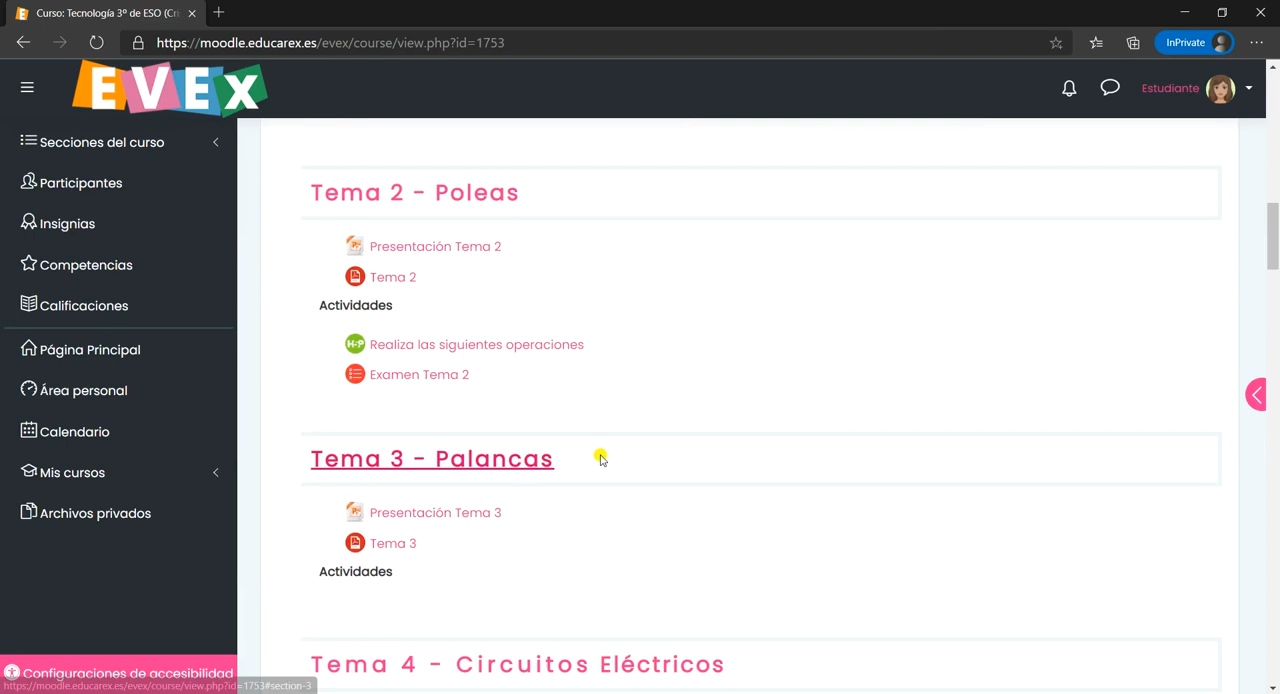 Curso: Tecnología 3º de ESO (Cri
https://moodle.educarex.es/evex/course/view.php?id=1753
InPrivate
EVEX
Estudiante
Secciones del curso
Participantes
Insignias
Competencias
Calificaciones
Página Principal
Área personal
Calendario
Mis cursos
Archivos privados
Configuraciones de accesibilidad
https://moodle.educarex.es/evex/course/view.php?id=1753#section-3
Tema 2 - Poleas
Presentación Tema 2
Tema 2
Actividades
H-P Realiza las siguientes operaciones
Examen Tema 2
Tema 3 - Palancas
Presentación Tema 3
Tema 3
Actividades
Tema 4 - Circuitos Eléctricos